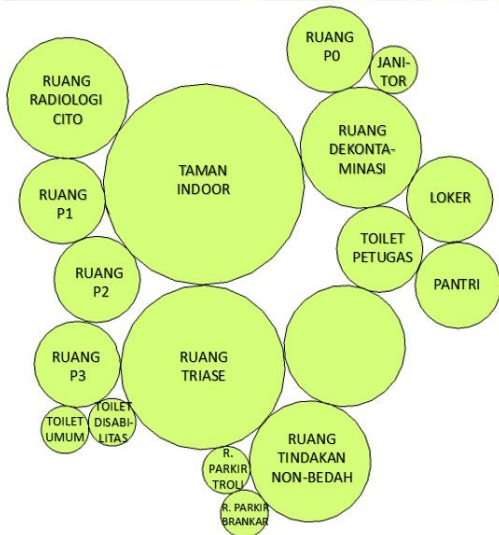 RUANG
P0
JANI-
TOR
RUANG
RADIOLOGI
CITO
RUANG
DEKONTA-
MINASI
TAMAN
INDOOR
RUANG
P1
LOKER
TOILET
PETUGAS
RUANG
P2
PANTRI
RUANG
P3
RUANG
TRIASE
TOILET
UMUM
TOILET
DISABI-
LITAS
RUANG
TINDAKAN
NON-BEDAH
R.
PARKIR
TROLI
R. PARKIR
BRANKAR